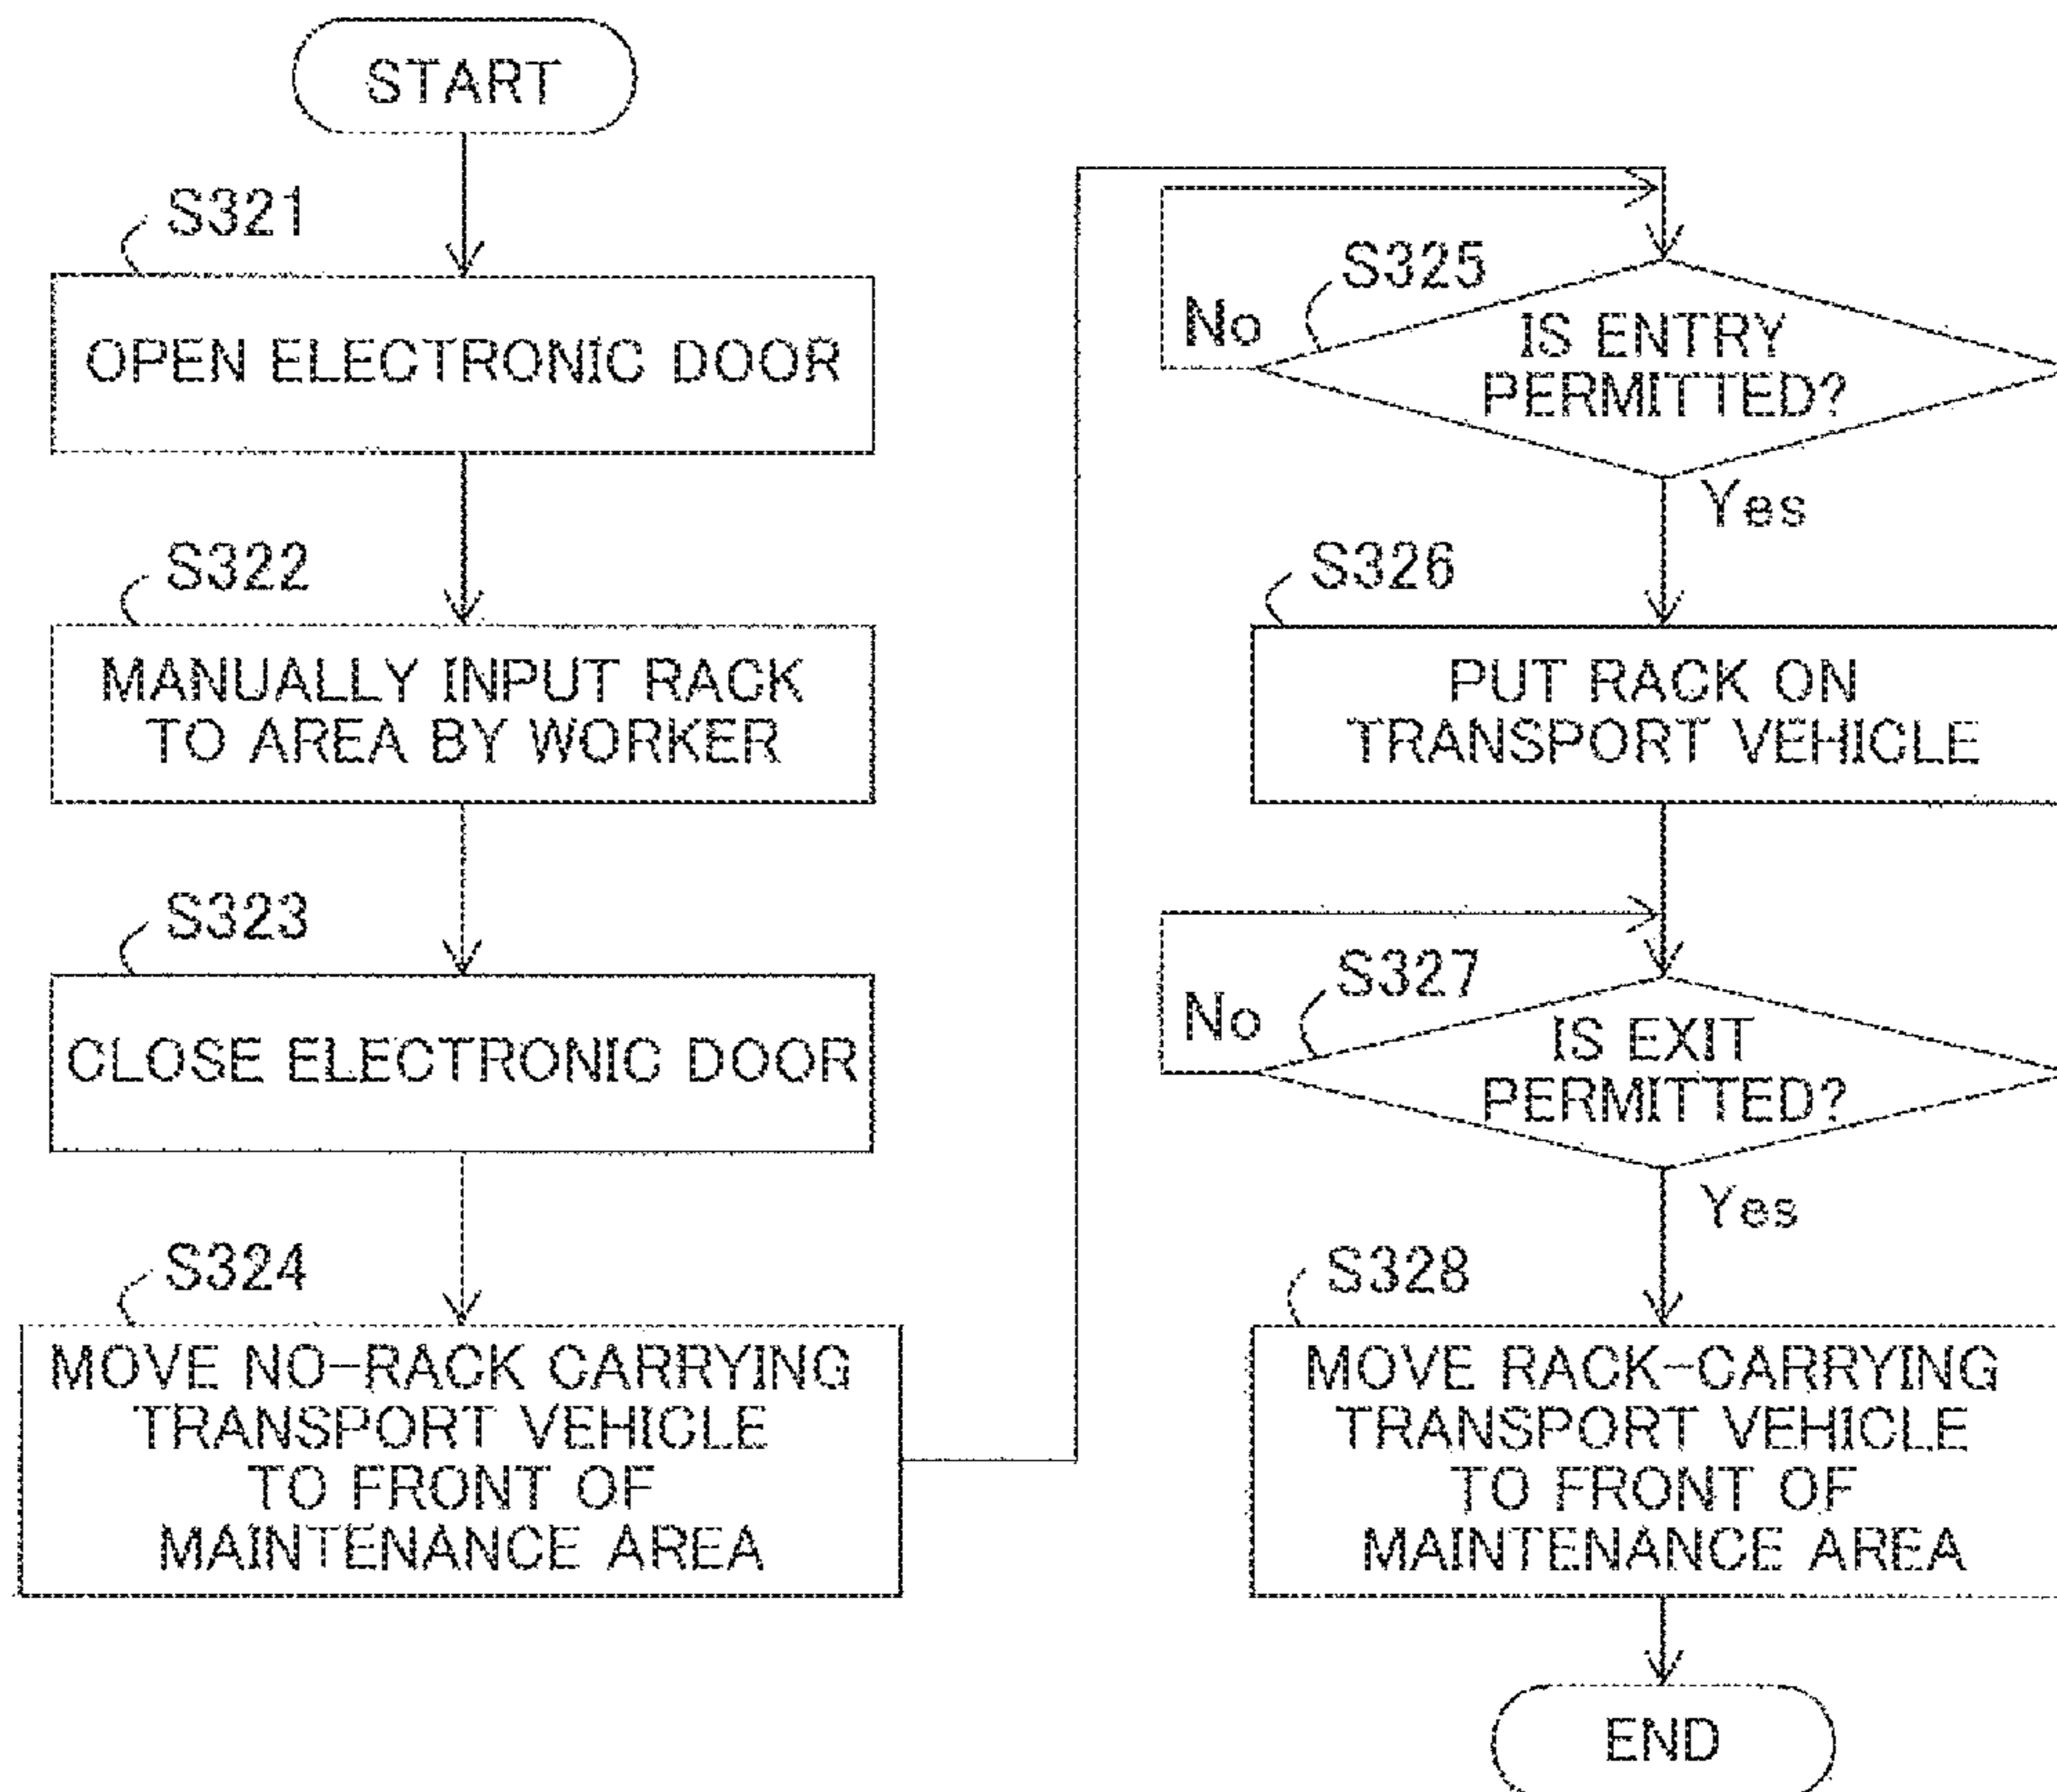 START
S321
OPEN ELECTRONIC DOOR
S322
MANUALLY INPUT RACK
TO AREA BY WORKER
S323
CLOSE ELECTRONIC DOOR
S324
MOVE NO-RACK CARRYING
TRANSPORT VEHICLE
TO FRONT OF
MAINTENANCE AREA
S325
No
IS ENTRY
PERMITTED?
Yes
S326
PUT RACK ON
TRANSPORT VEHICLE
S327
No
IS EXIT
PERMITTED?
Yes
S328
MOVE RACK-CARRYING
TRANSPORT VEHICLE
TO FRONT OF
MAINTENANCE AREA
END